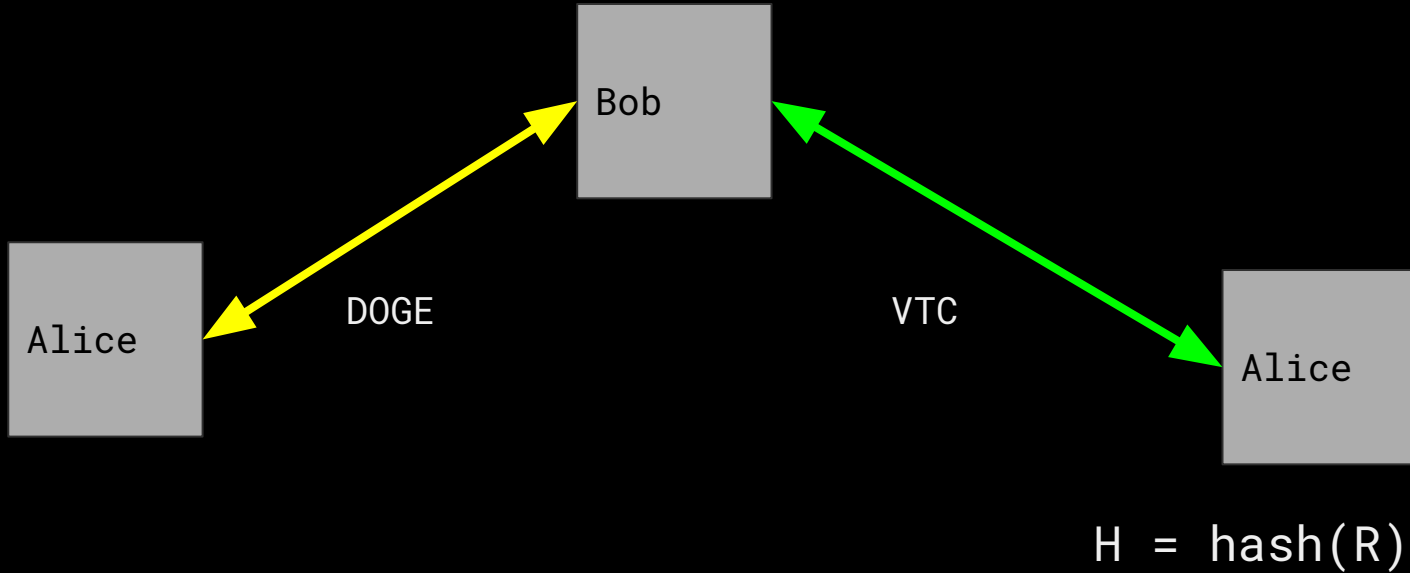 Bob
Alice
DOGE
VTC
Alice
H = hash(R)